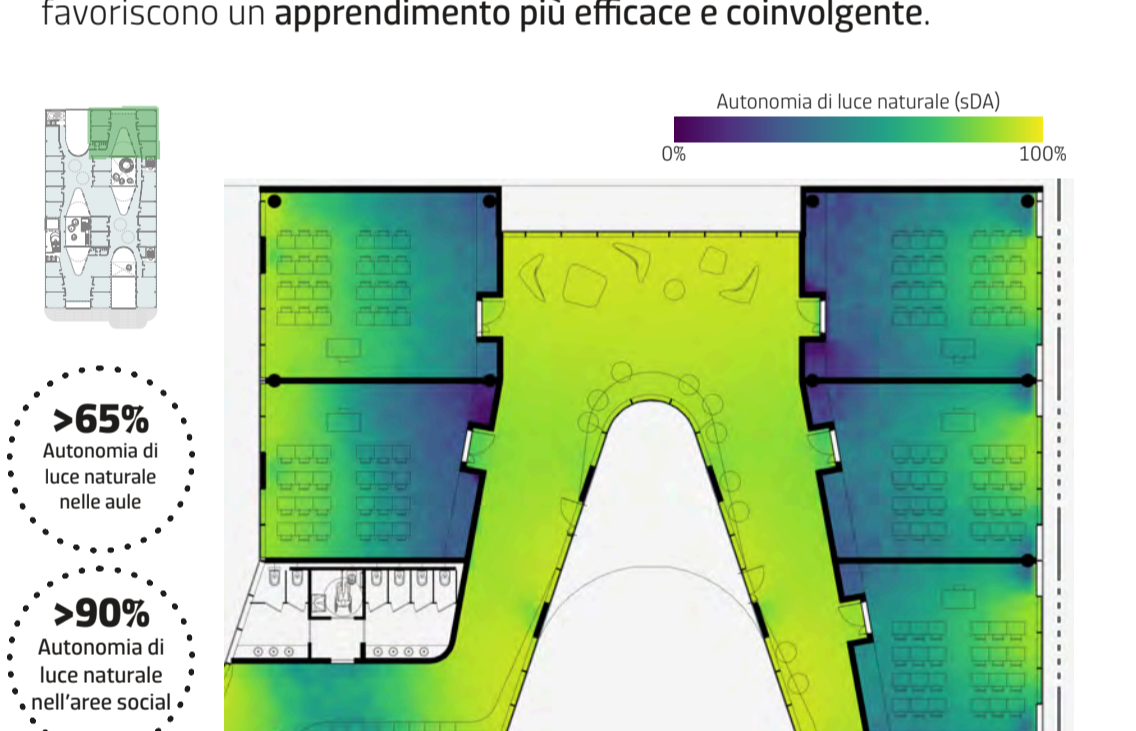 favoriscono un apprendimento più efficace e coinvolgente.
Autonomia di luce naturale (sDA)
0%
100%
>65%
Autonomia di
luce naturale
nelle aule
>90%
Autonomia di
luce naturale
nell'aree social